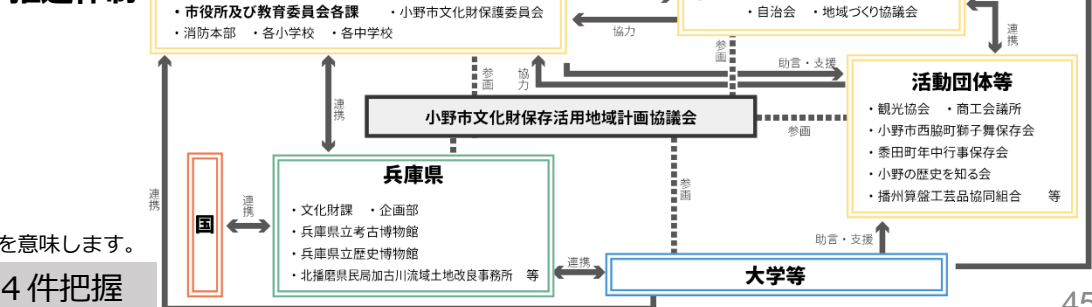 ・市役所及び教育委員会各課　・小野市文化財保護委員会
・消防本部　・各小学校　・各中学校
・自治会　・地域づくり協議会
協力
参画
連携
助言・支援
参画
協力
連携
小野市文化財保存活用地域計画協議会
参画
活動団体等
・観光協会　・商工会議所
・小野市西脇町獅子舞保存会
・黍田町年中行事保存会
・小野の歴史を知る会
・播州算盤工芸品協同組合　等
兵庫県
・文化財課　・企画部
・兵庫県立考古博物館
・兵庫県立歴史博物館
・北播磨県民局加古川流域土地改良事務所　等
国
連携
連携
参画
連携
助言・支援
大学等
を意味します。
４件把握